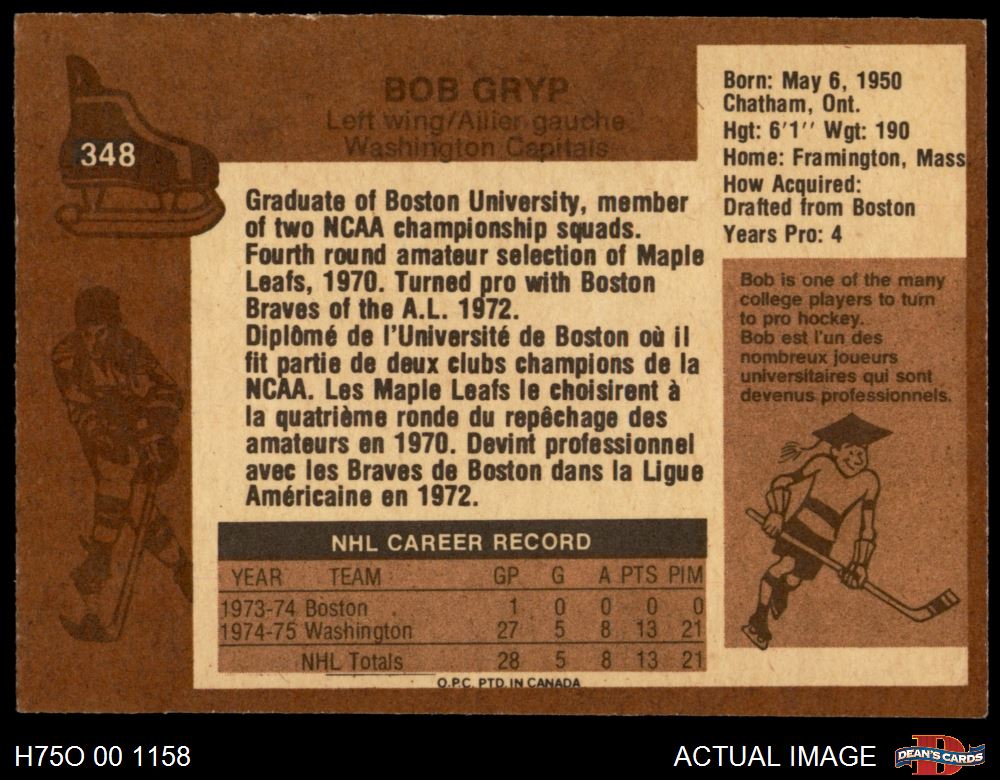 348
BOB GRYP
Left wing/Ailier gauche
Washington Capitals
Born: May 6, 1950
Chatham, Ont.
Hgt: 6'1'' Wgt: 190
Home: Framington, Mass.
How Acquired:
Drafted from Boston
Years Pro: 4
Graduate of Boston University, member
of two NCAA championship squads.
Fourth round amateur selection of Maple
Leafs, 1970. Turned pro with Boston
Braves of the A.L. 1972.
Diplômé de l'Université de Boston où il
fit partie de deux clubs champions de la
NCAA. Les Maple Leafs le choisirent à
la quatrième ronde du repêchage des
amateurs en 1970. Devint professionnel
avec les Braves de Boston dans la Ligue
Américaine en 1972.
Bob is one of the many
college players to turn
to pro hockey.
Bob est l'un des
nombreux joueurs
universitaires qui sont
devenus professionnels.
NHL CAREER RECORD
YEAR TEAM GP G A PTS PIM
1973-74 Boston 1 0 0 0 0
1974-75 Washington 27 5 8 13 21
NHL Totals 28 5 8 13 21
O.P.C. PTD. IN CANADA
H75O 00 1158
ACTUAL IMAGE
D
DEAN'S CARDS